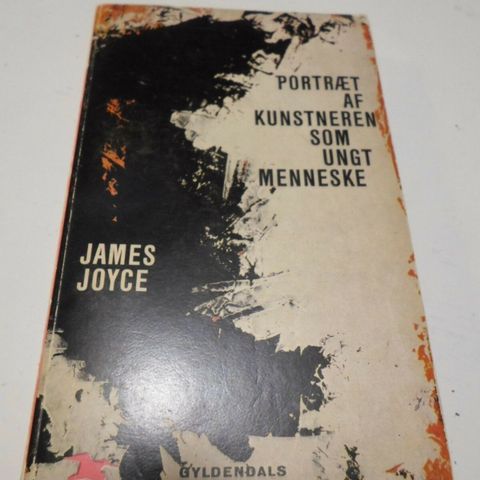 PORTRÆT
AF
KUNSTNEREN
SOM
UNGT
MENNESKE
JAMES
JOYCE
GYLDENDALS